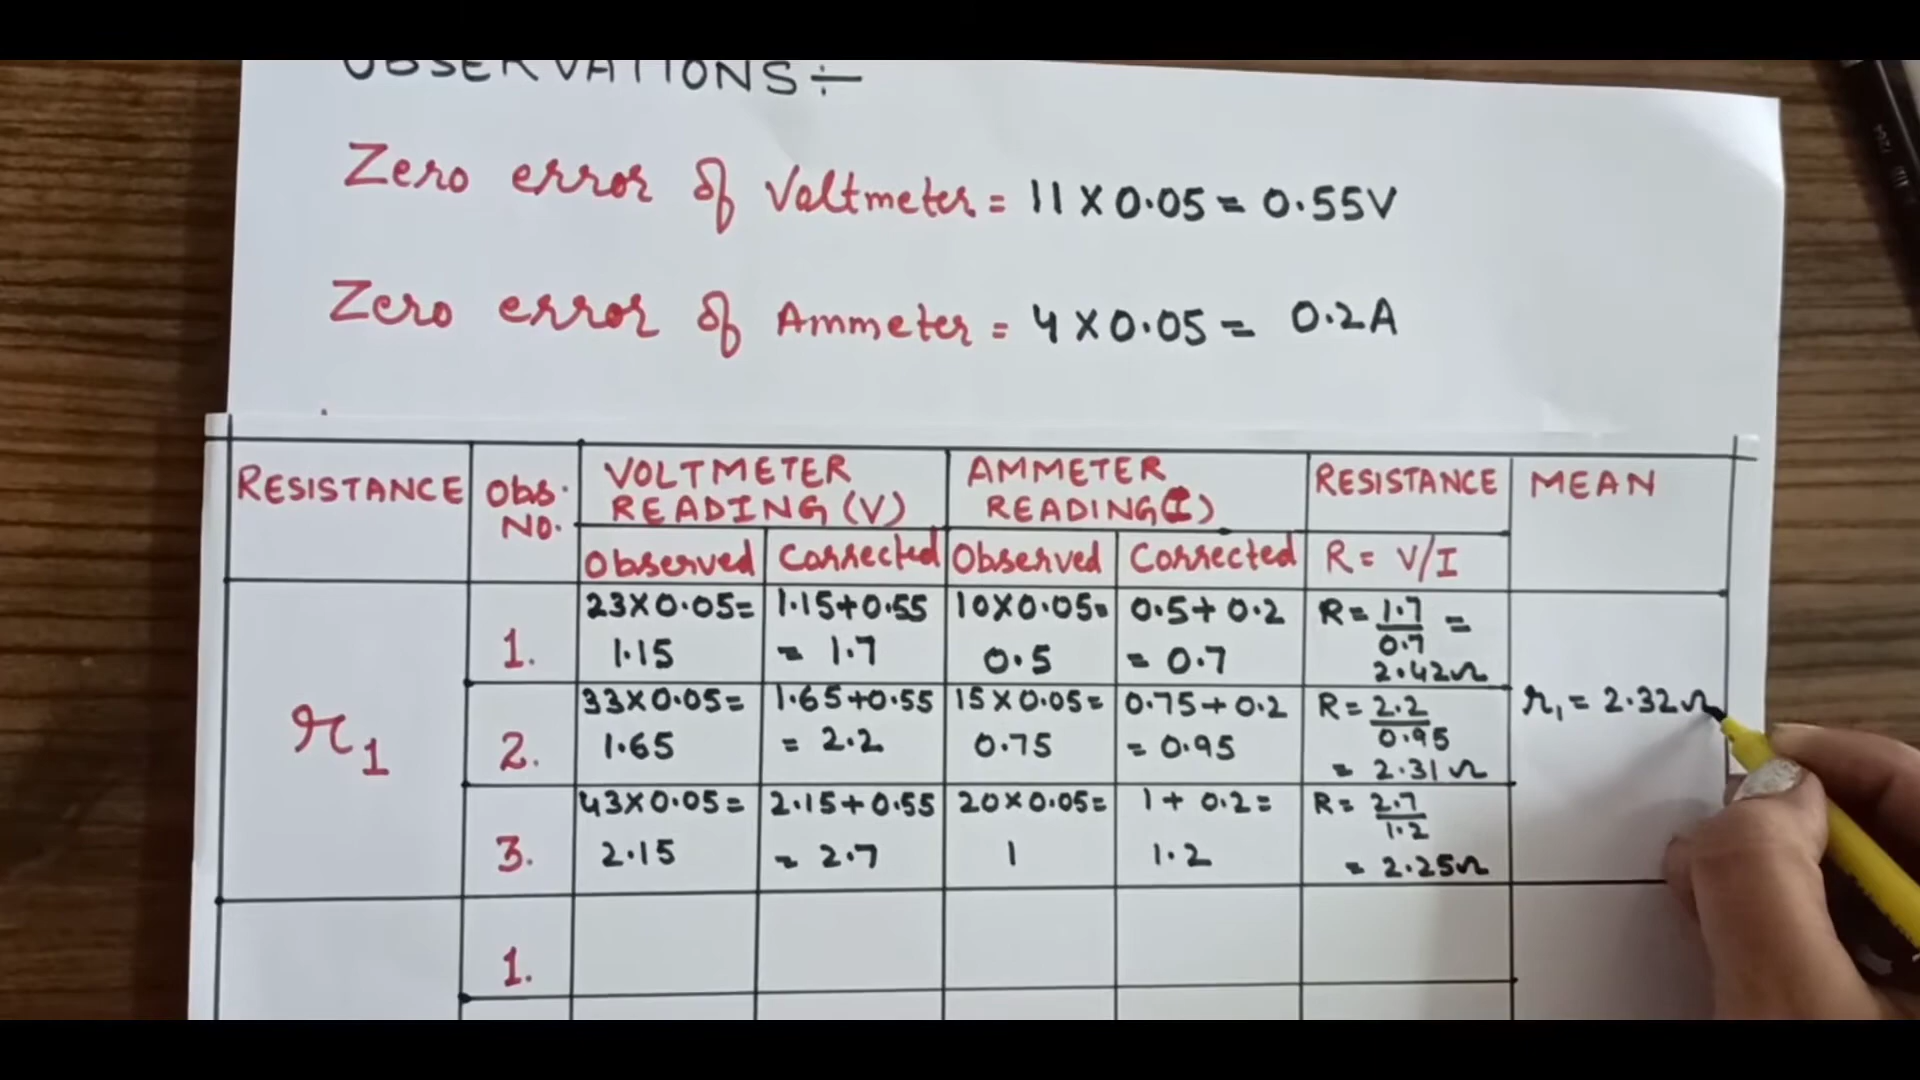 OBSERVATIONS:-
Zero error of Voltmeter = 11 X 0.05 = 0.55V
Zero error of Ammeter = 4 X 0.05 = 0.2A
RESISTANCE
Obs.
NO.
VOLTMETER
READING (V)
AMMETER
READING(I)
RESISTANCE
MEAN
Observed
Corrected
Observed
Corrected
R = V/I
r1
1.
23X0.05=
1.15
1.15+0.55
= 1.7
10X0.05=
0.5
0.5+0.2
= 0.7
R= 1.7 =
0.7
2.42Ω
2.
33X0.05=
1.65
1.65+0.55
= 2.2
15X0.05=
0.75
0.75+0.2
= 0.95
R= 2.2
0.95
= 2.31Ω
r1 = 2.32Ω
3.
43X0.05=
2.15
2.15+0.55
= 2.7
20X0.05=
1
1+ 0.2=
1.2
R= 2.7
1.2
= 2.25Ω
1.